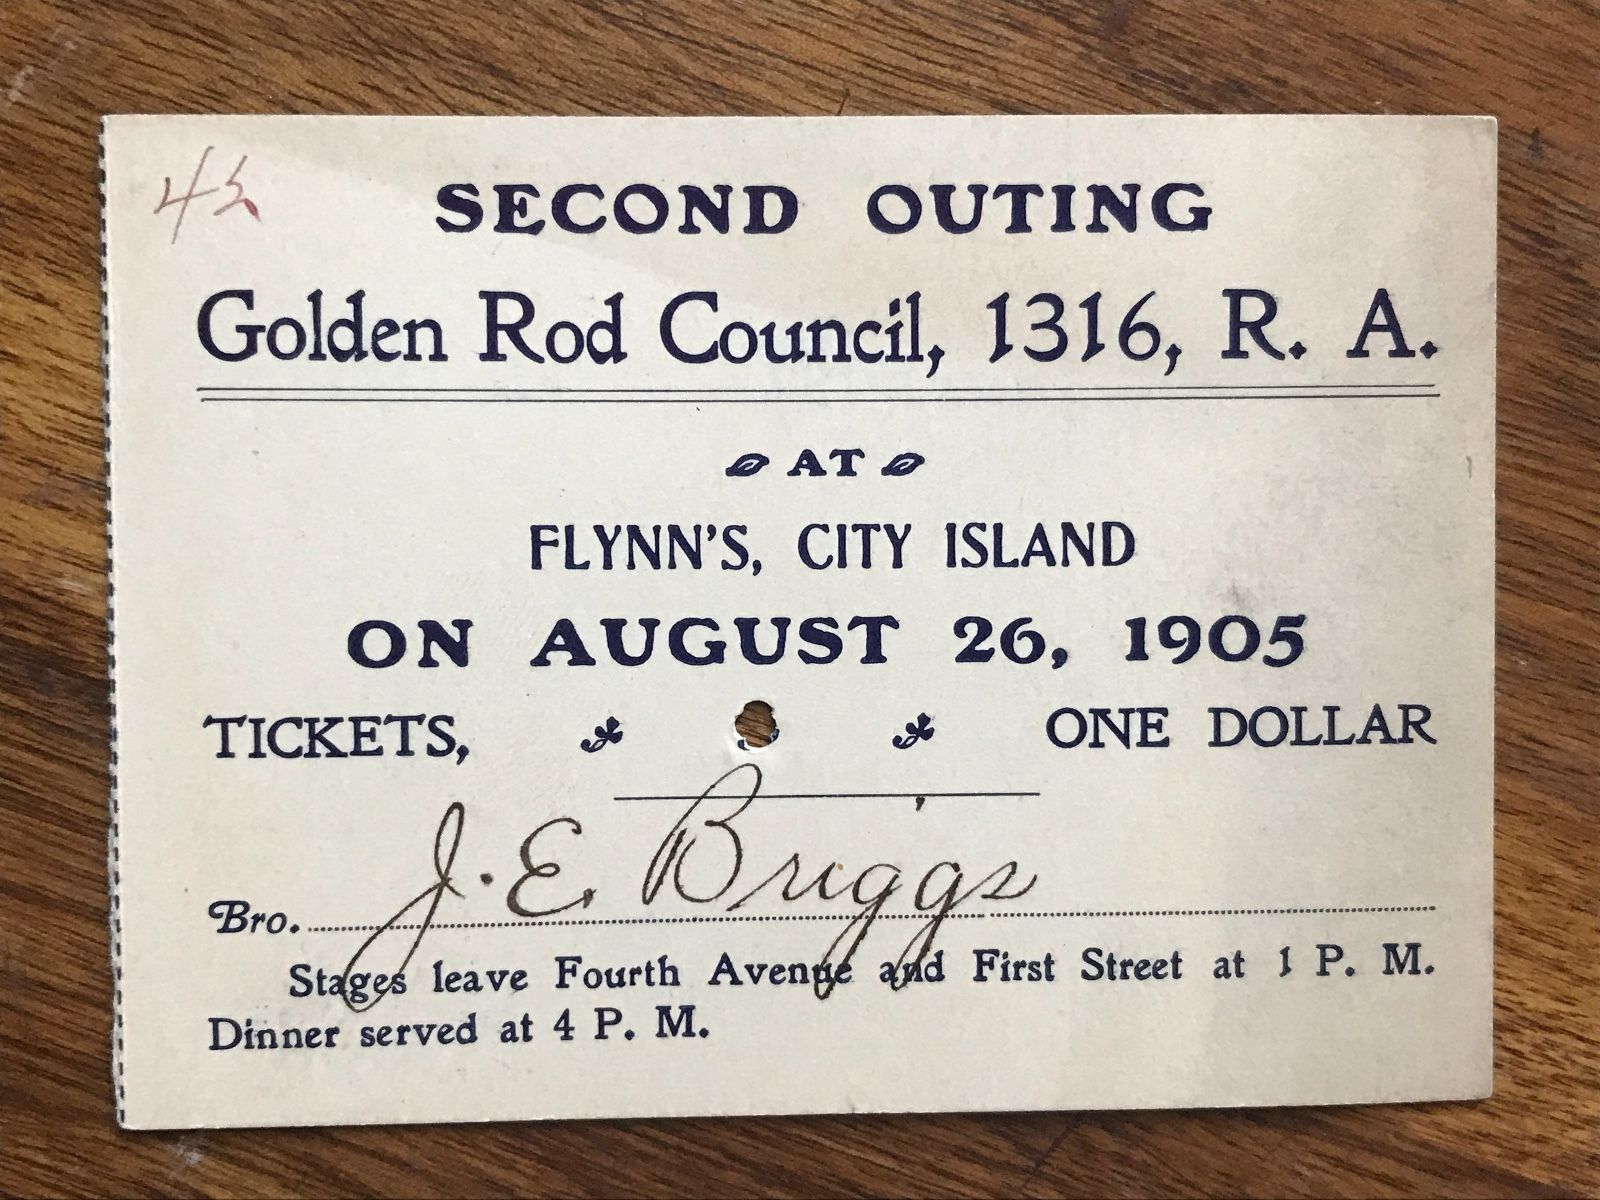 SECOND OUTING
Golden Rod Council, 1316, R. A.
AT
FLYNN'S, CITY ISLAND
ON AUGUST 26, 1905
TICKETS, ONE DOLLAR
Bro. J. E. Briggs
Stages leave Fourth Avenue and First Street at 1 P. M.
Dinner served at 4 P. M.